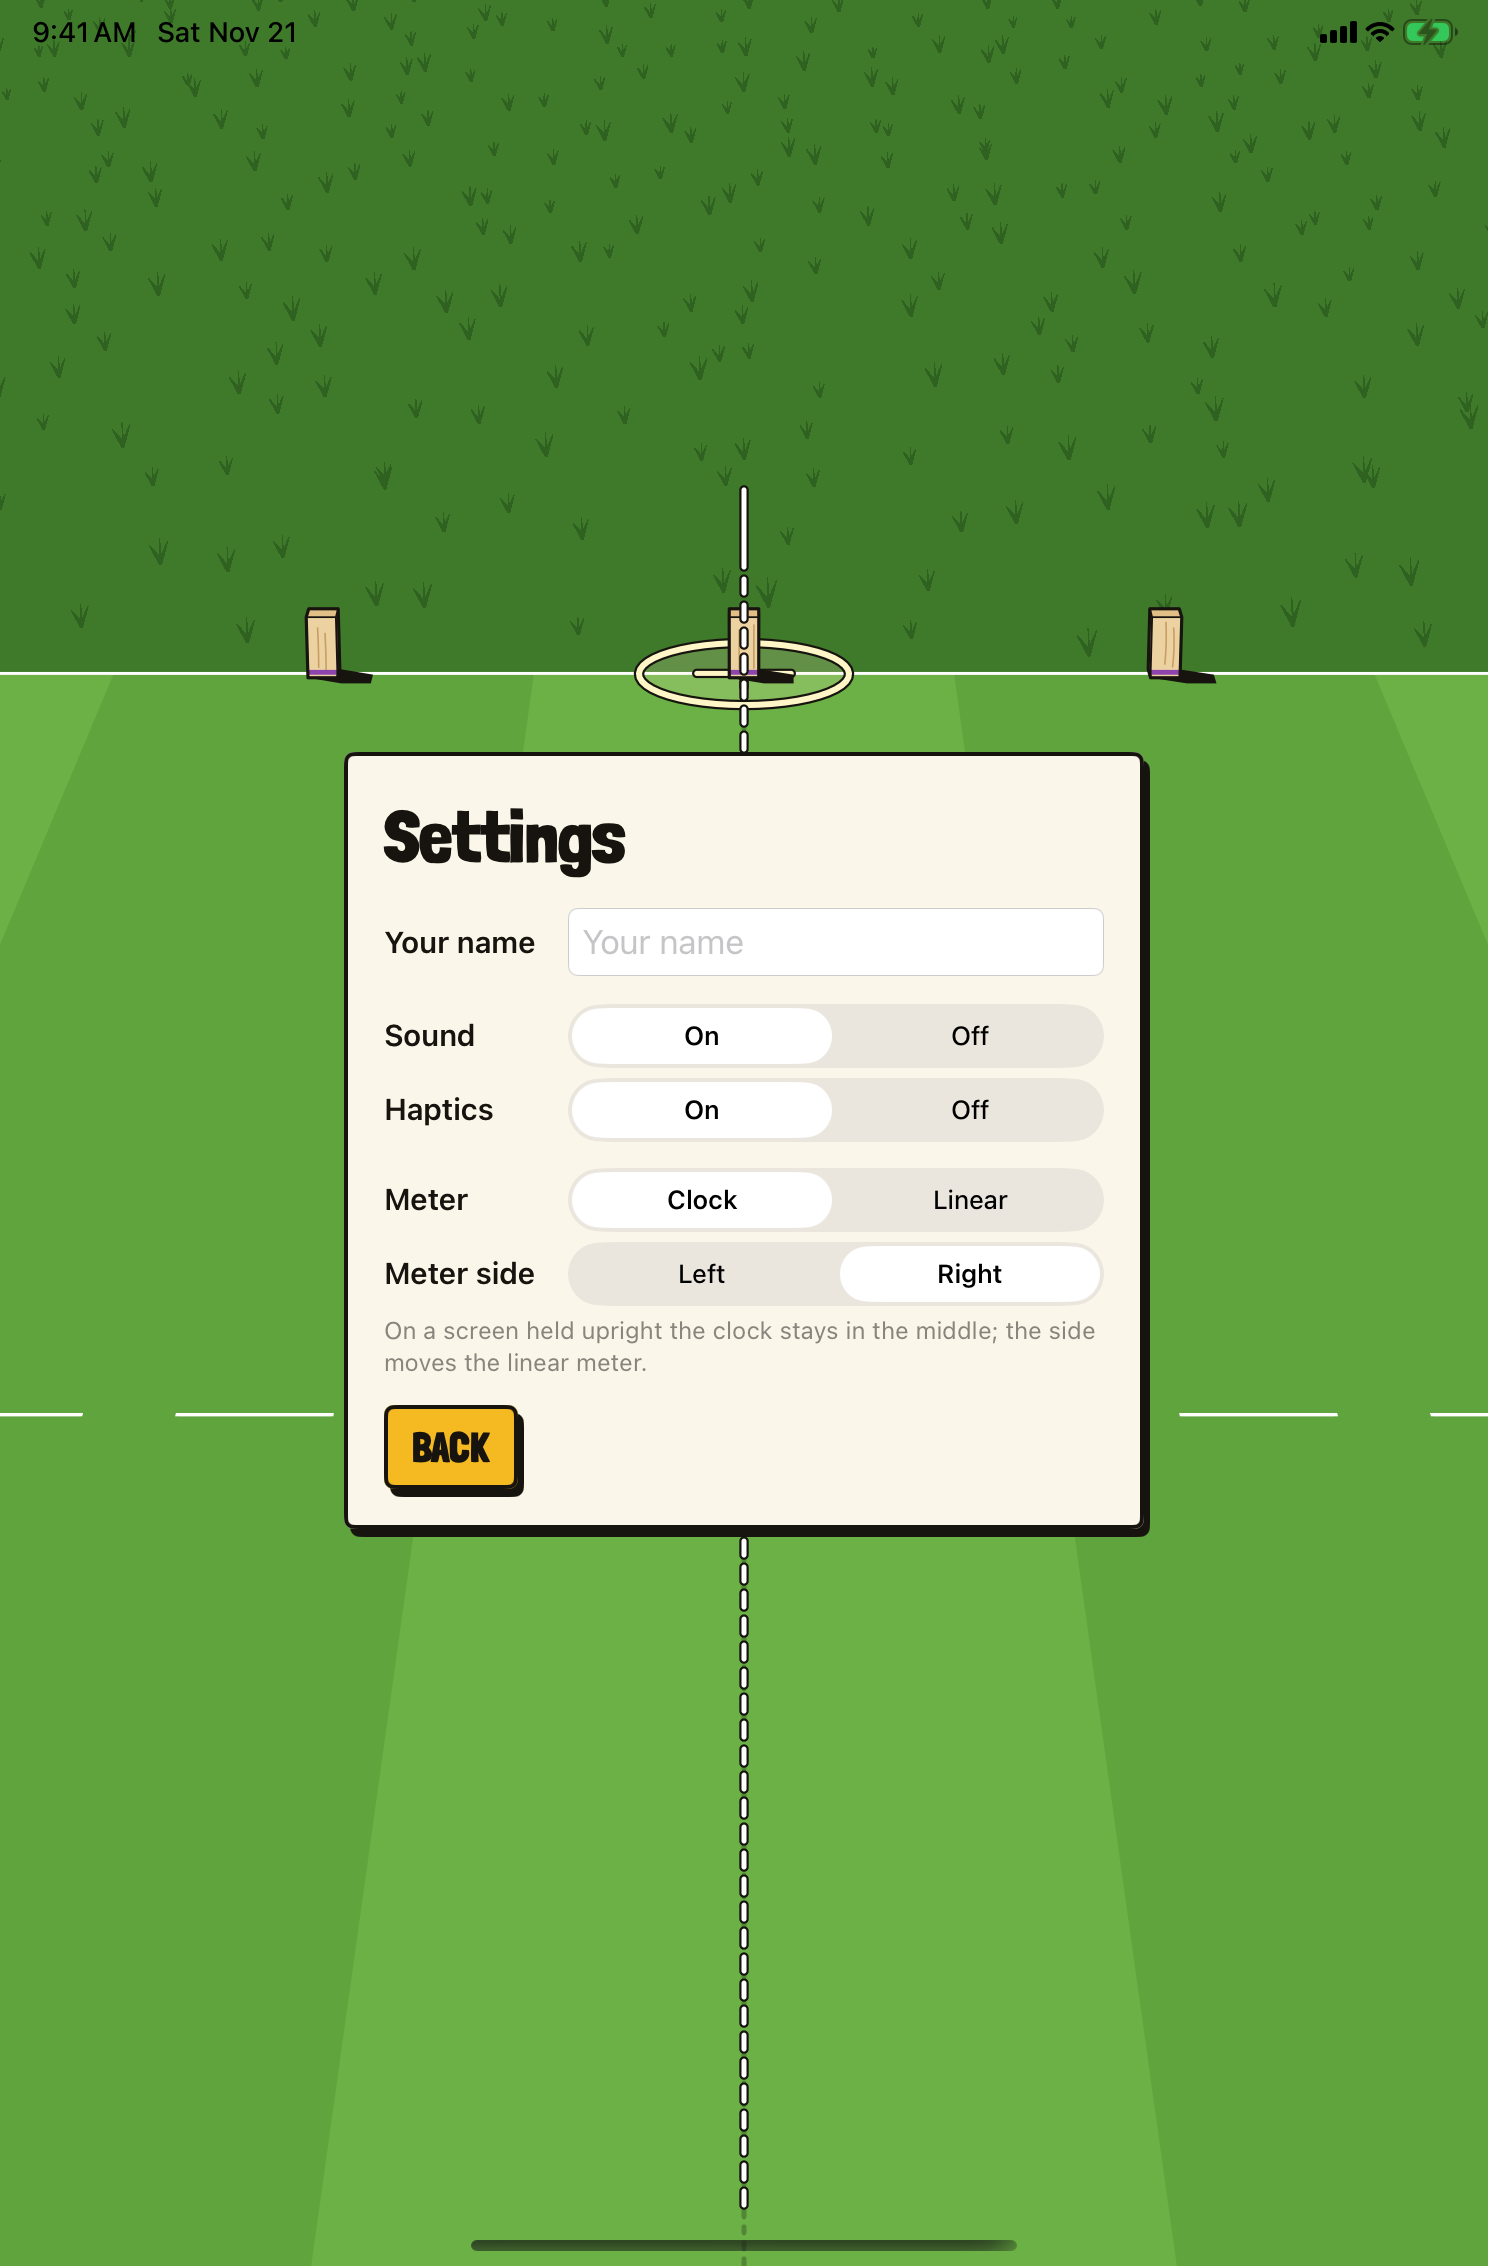 9:41 AM Sat Nov 21
Settings
Your name Your name
Sound On Off
Haptics On Off
Meter Clock Linear
Meter side Left Right
On a screen held upright the clock stays in the middle; the side
moves the linear meter.
BACK